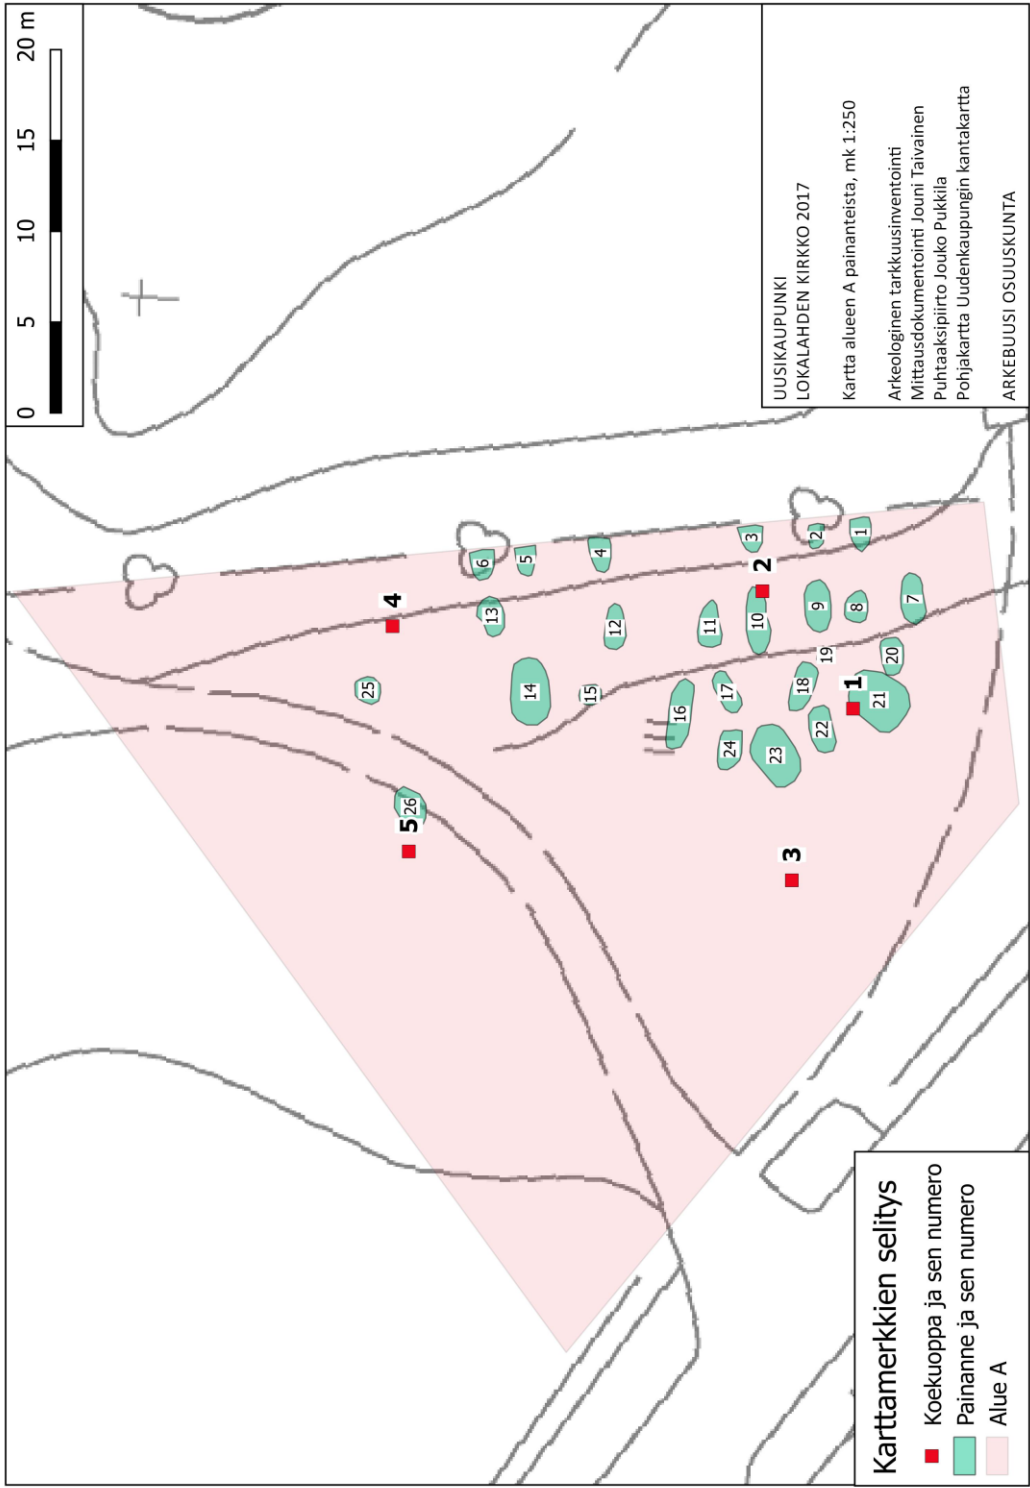 0 5 10 15 20 m
UUSIKAUPUNKI
LOKALAHDEN KIRKKO 2017
Kartta alueen A painanteista, mk 1:250
Arkeologinen tarkkuusinventointi
Mittausdokumentointi Jouni Taivainen
Puhtaaksipiirto Jouko Pukkila
Pohjakartta Uudenkaupungin kantakartta
ARKEBUUSI OSUUSKUNTA
Karttamerkkien selitys
Koekuoppa ja sen numero
Painanne ja sen numero
Alue A
1
2
3
4
5
6
7
8
9
10
11
12
13
14
15
16
17
18
19
20
21
22
23
24
25
26
1
2
3
4
5